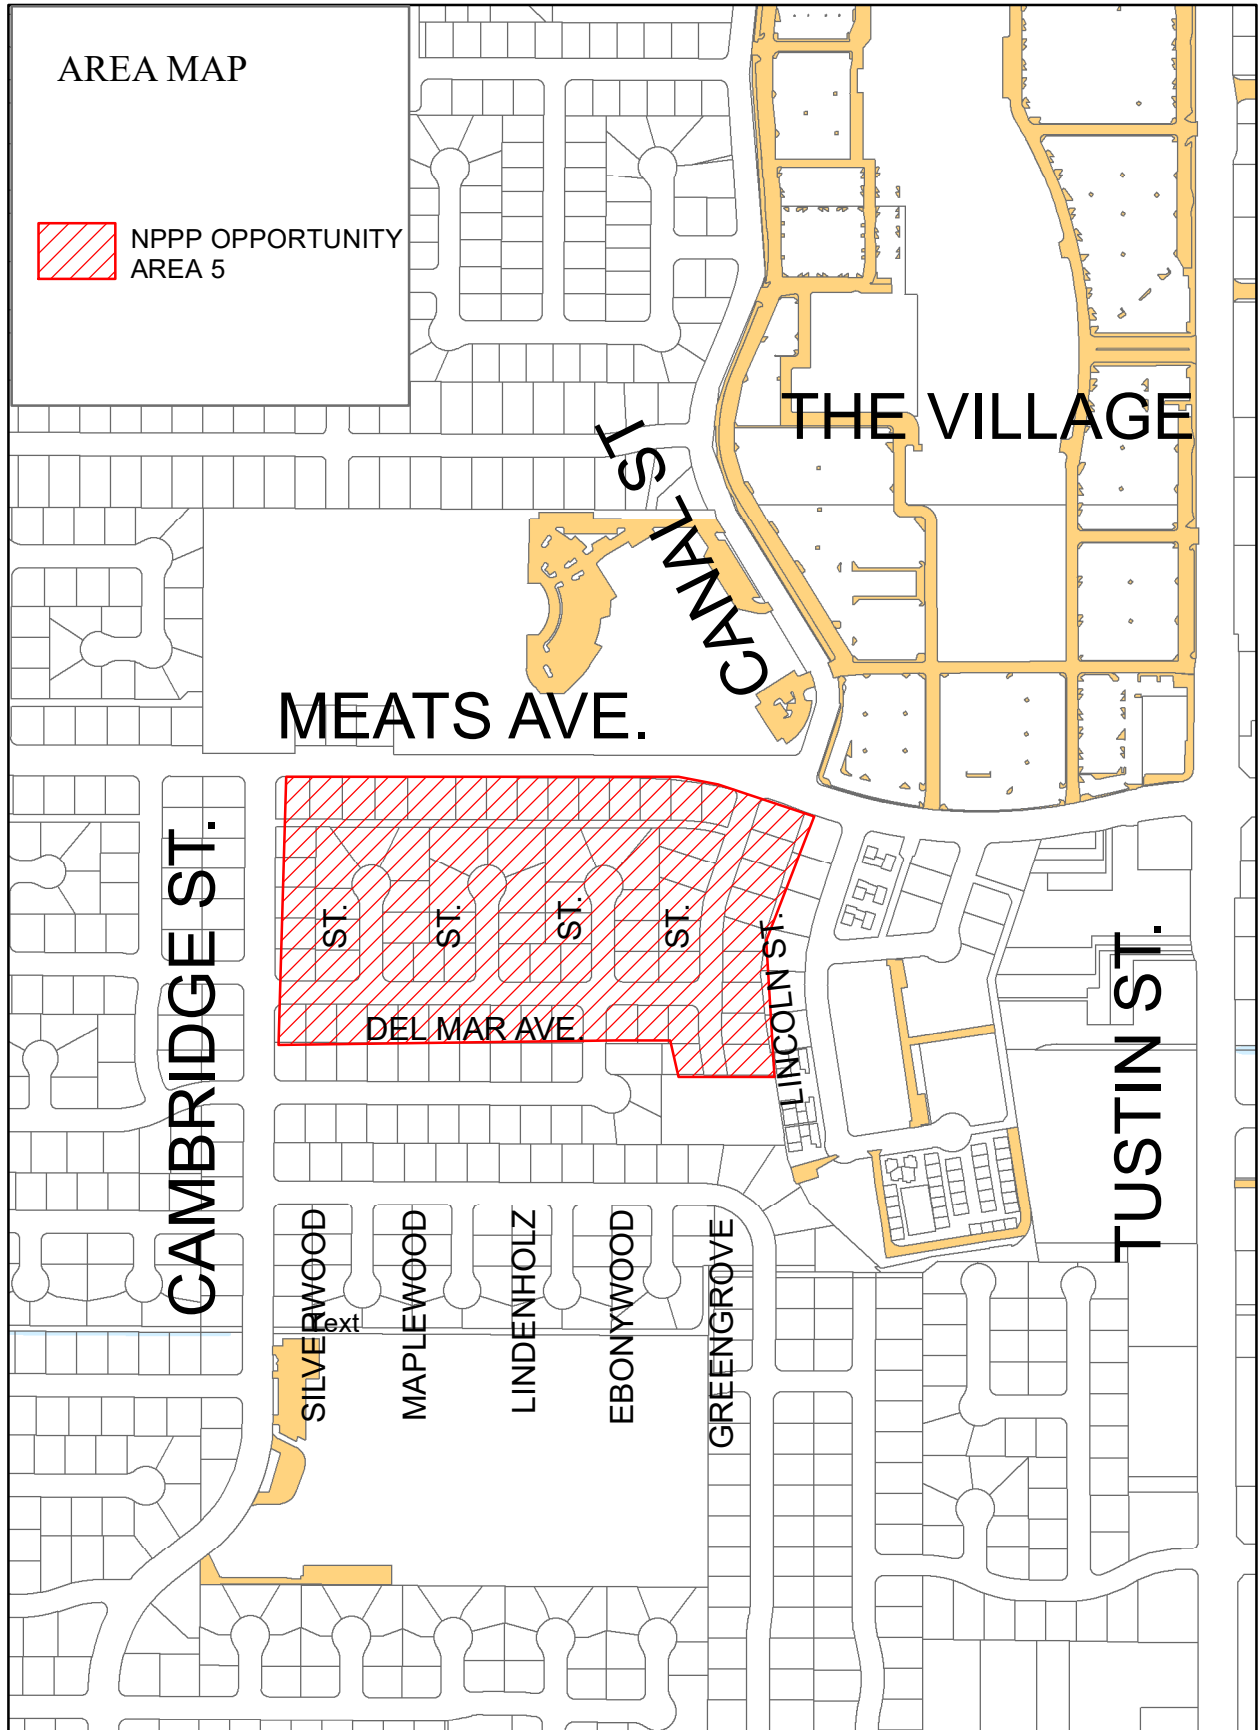 AREA MAP
NPPP OPPORTUNITY
AREA 5
THE VILLAGE
CANAL ST
MEATS AVE.
CAMBRIDGE ST.
ST.
ST.
ST.
ST.
LINCOLN ST.
DEL MAR AVE.
TUSTIN ST.
SILVERWOOD
MAPLEWOOD
LINDENHOLZ
EBONYWOOD
GREENGROVE
Text